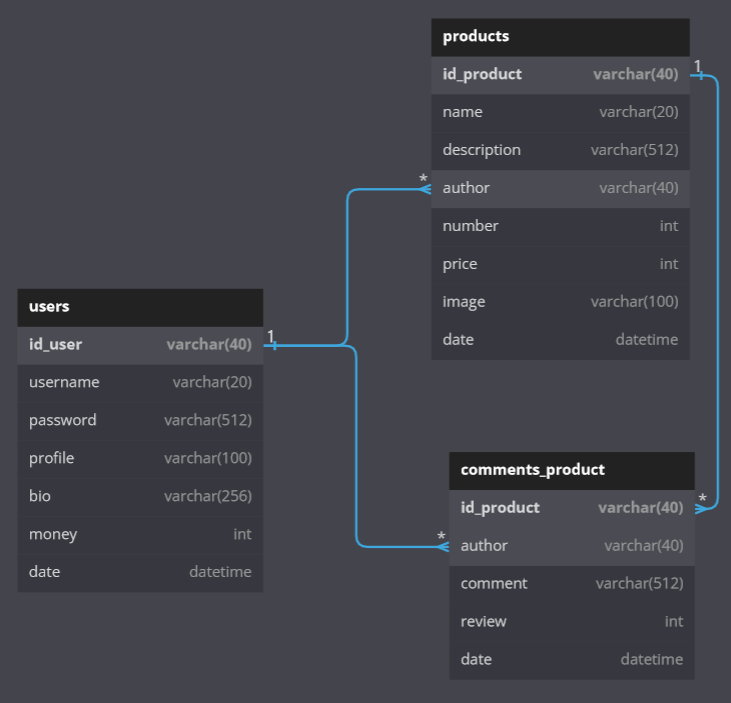 products
id_product varchar(40)
name varchar(20)
description varchar(512)
author varchar(40)
number int
price int
image varchar(100)
date datetime
1
*
users
id_user varchar(40)
username varchar(20)
password varchar(512)
profile varchar(100)
bio varchar(256)
money int
date datetime
1
comments_product
id_product varchar(40)
author varchar(40)
comment varchar(512)
review int
date datetime
*
*